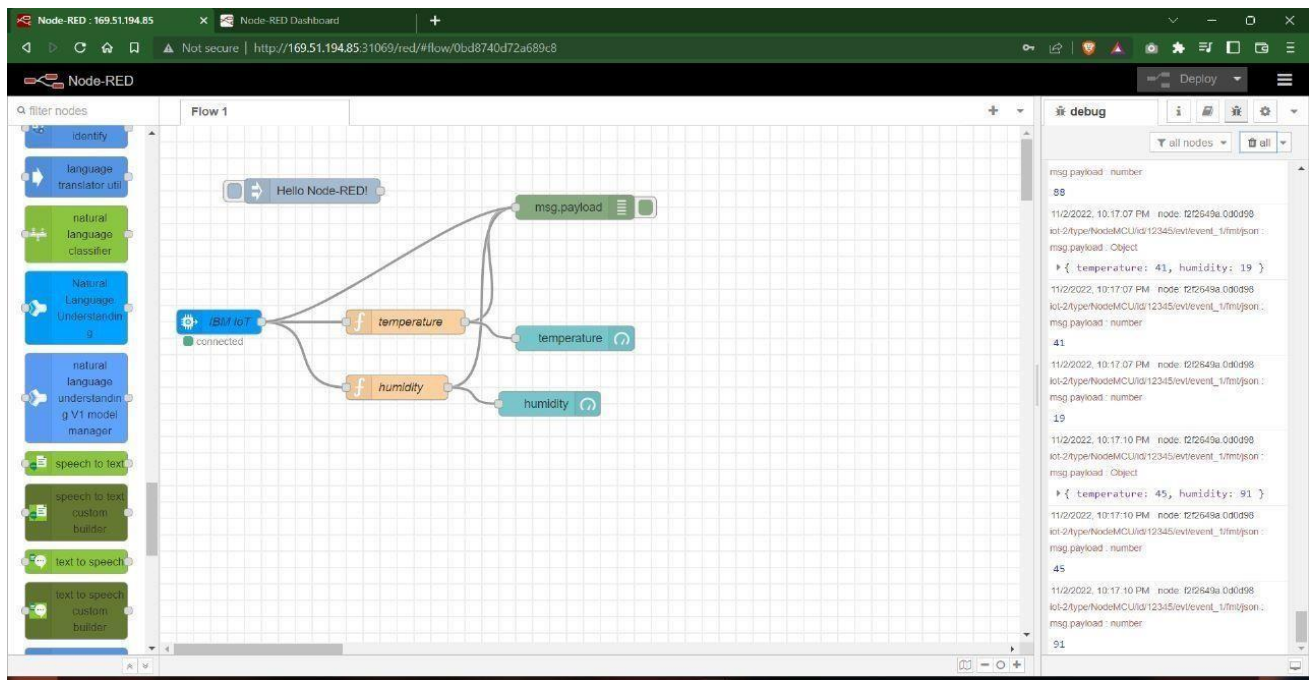 Node-RED : 169.51.194.85
Node-RED Dashboard
Not secure | http://169.51.194.85:31069/red/#flow/0bd8740d72a689c8
Node-RED
Deploy
filter nodes
identify
language
translator util
natural
language
classifier
Natural
Language
Understandin
g
natural
language
understandin
g V1 model
manager
speech to text
speech to text
custom
builder
text to speech
text to speech
custom
builder
Flow 1
Hello Node-RED!
msg.payload
IBM IoT
connected
temperature
temperature
humidity
humidity
debug
all nodes
all
msg.payload : number
88
11/2/2022, 10:17:07 PM node: f2f2649a.0d0d98
iot-2/type/NodeMCU/id/12345/evt/event_1/fmt/json :
msg.payload : Object
{ temperature: 41, humidity: 19 }
11/2/2022, 10:17:07 PM node: f2f2649a.0d0d98
iot-2/type/NodeMCU/id/12345/evt/event_1/fmt/json :
msg.payload : number
41
11/2/2022, 10:17:07 PM node: f2f2649a.0d0d98
iot-2/type/NodeMCU/id/12345/evt/event_1/fmt/json :
msg.payload : number
19
11/2/2022, 10:17:10 PM node: f2f2649a.0d0d98
iot-2/type/NodeMCU/id/12345/evt/event_1/fmt/json :
msg.payload : Object
{ temperature: 45, humidity: 91 }
11/2/2022, 10:17:10 PM node: f2f2649a.0d0d98
iot-2/type/NodeMCU/id/12345/evt/event_1/fmt/json :
msg.payload : number
45
11/2/2022, 10:17:10 PM node: f2f2649a.0d0d98
iot-2/type/NodeMCU/id/12345/evt/event_1/fmt/json :
msg.payload : number
91